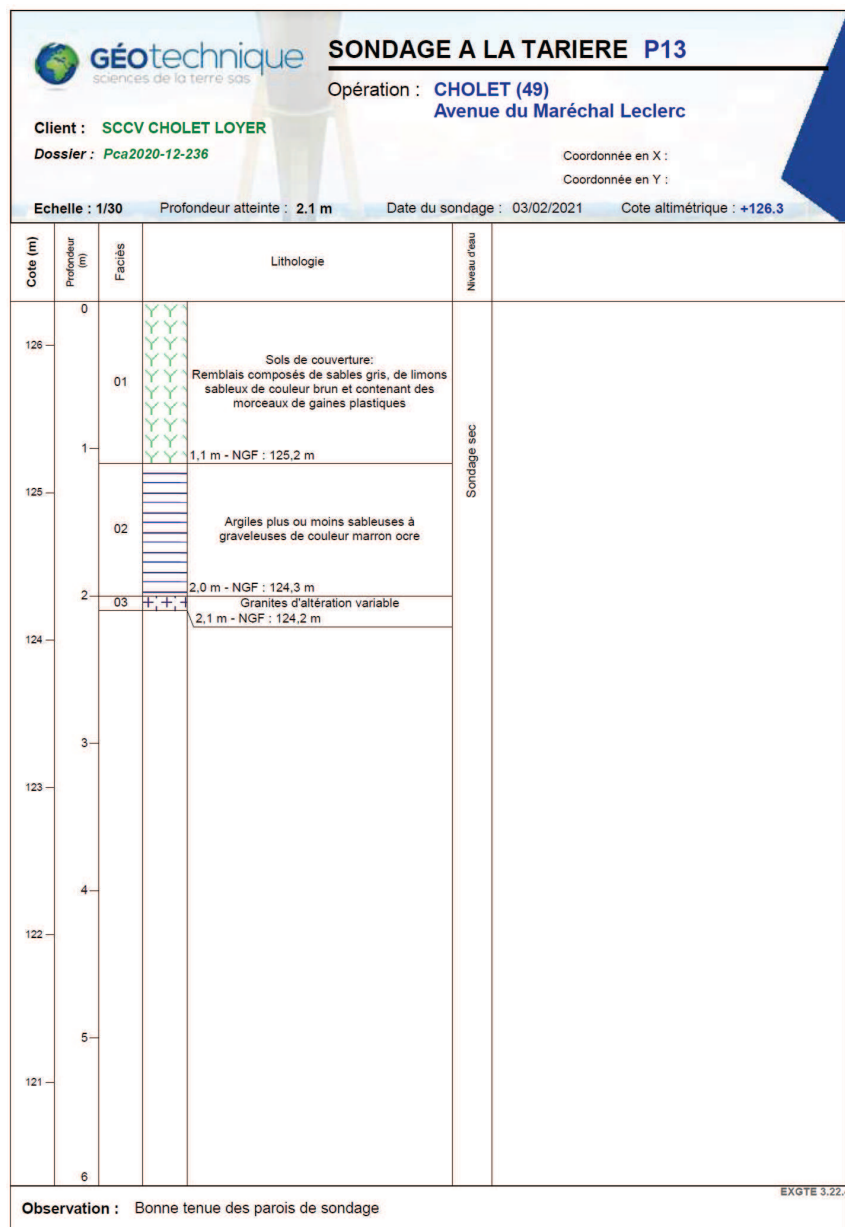 GÉOtechnique
sciences de la terre sas
SONDAGE A LA TARIERE P13
Opération : CHOLET (49)
Avenue du Maréchal Leclerc
Client : SCCV CHOLET LOYER
Dossier : Pca2020-12-236
Coordonnée en X :
Coordonnée en Y :
Echelle : 1/30 Profondeur atteinte : 2.1 m Date du sondage : 03/02/2021 Cote altimétrique : +126.3
Cote (m)
Profondeur
(m)
Faciès
Lithologie
Niveau d'eau
0
126
Sols de couverture:
Remblais composés de sables gris, de limons
01
sableux de couleur brun et contenant des
morceaux de gaines plastiques
1
1,1 m - NGF : 125,2 m
Sondage sec
125
02
Argiles plus ou moins sableuses à
graveleuses de couleur marron ocre
2,0 m - NGF : 124,3 m
2
03
Granites d'altération variable
2,1 m - NGF : 124,2 m
124
3
123
4
122
5
121
6
EXGTE 3.22.
Observation : Bonne tenue des parois de sondage